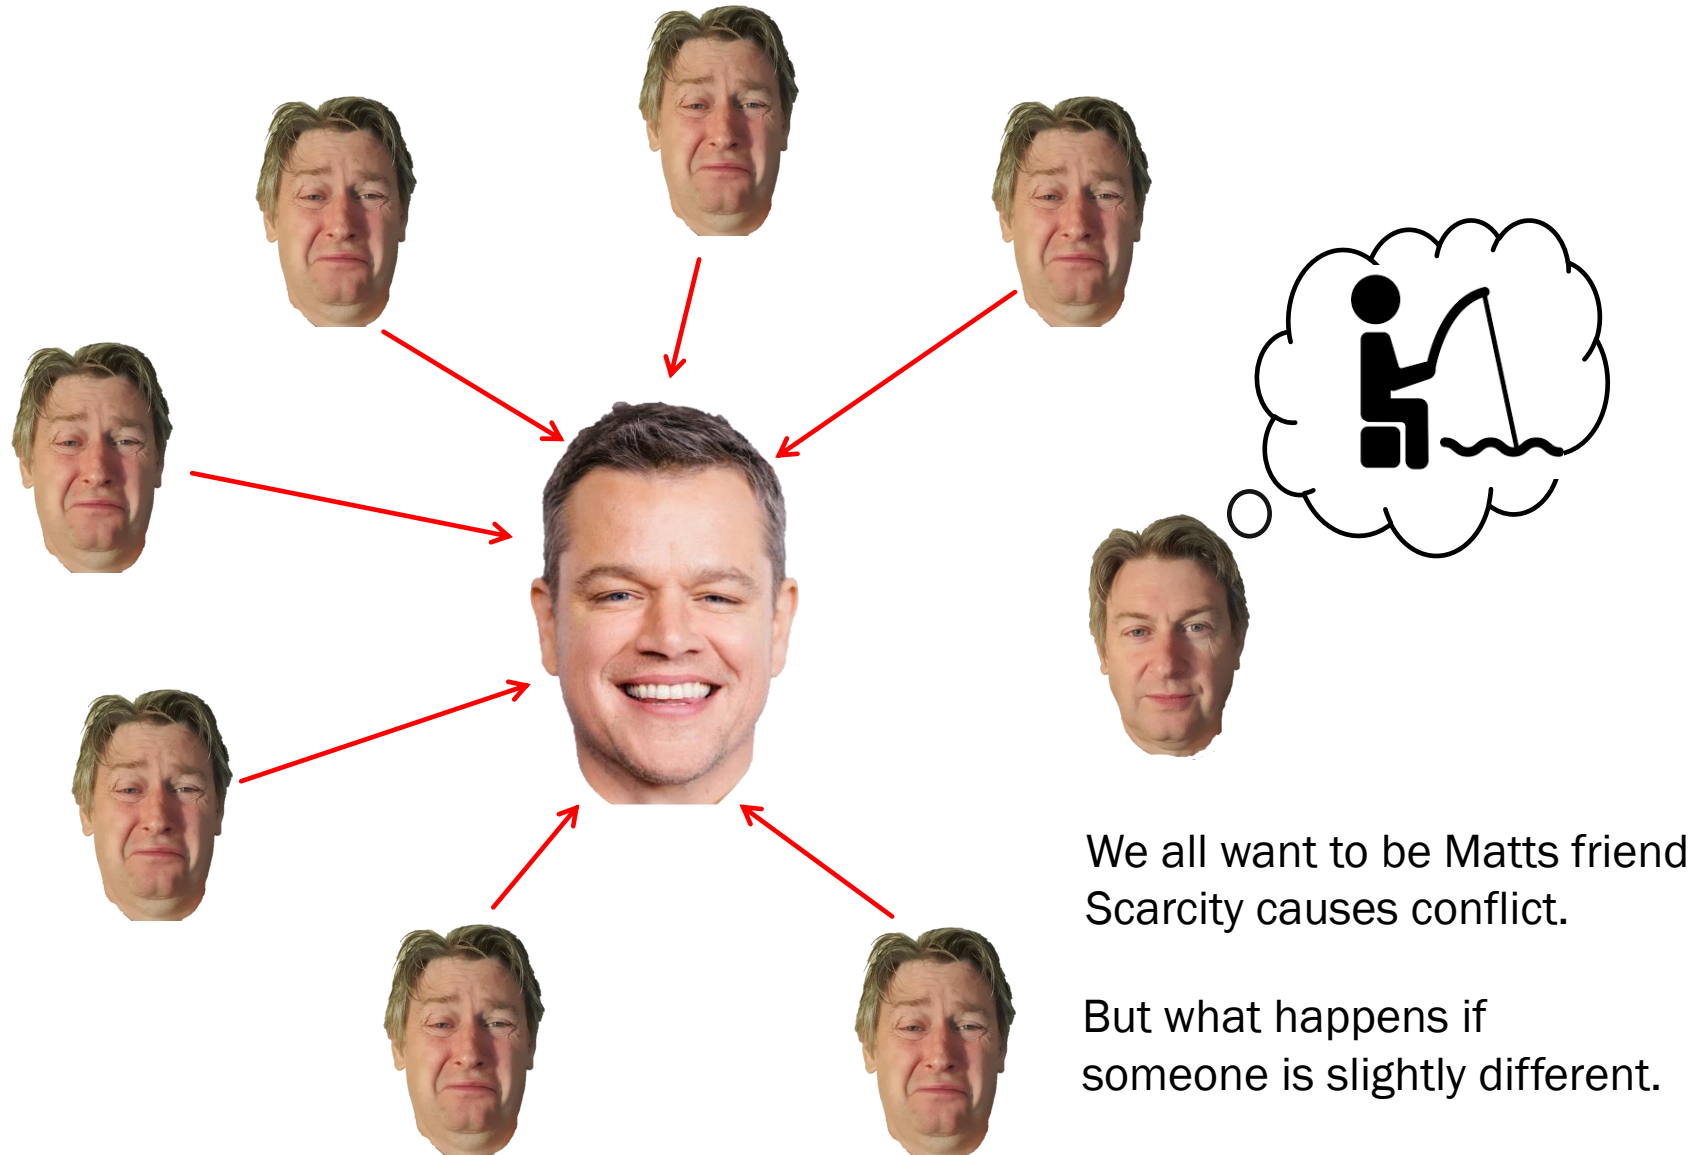 We all want to be Matts friend
Scarcity causes conflict.
But what happens if
someone is slightly different.